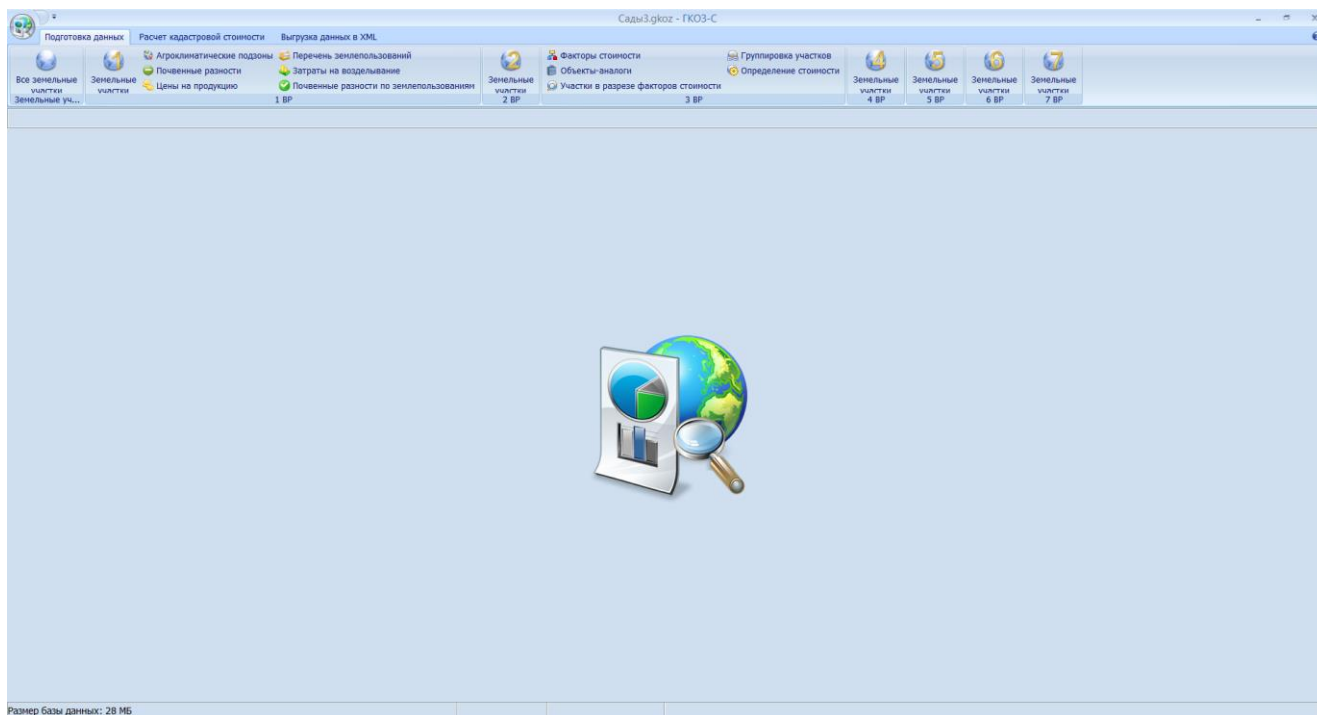 Сады3.gkoz - ГКОЗ-С
Подготовка данных Расчет кадастровой стоимости Выгрузка данных в XML
Все земельные участки
Земельные уч...
Земельные участки
Агроклиматические подзоны
Почвенные разности
Цены на продукцию
Перечень землепользований
Затраты на возделывание
Почвенные разности по землепользованиям
1 ВР
Земельные участки
2 ВР
Факторы стоимости
Объекты-аналоги
Участки в разрезе факторов стоимости
Группировка участков
Определение стоимости
3 ВР
Земельные участки
4 ВР
Земельные участки
5 ВР
Земельные участки
6 ВР
Земельные участки
7 ВР
Размер базы данных: 28 МБ